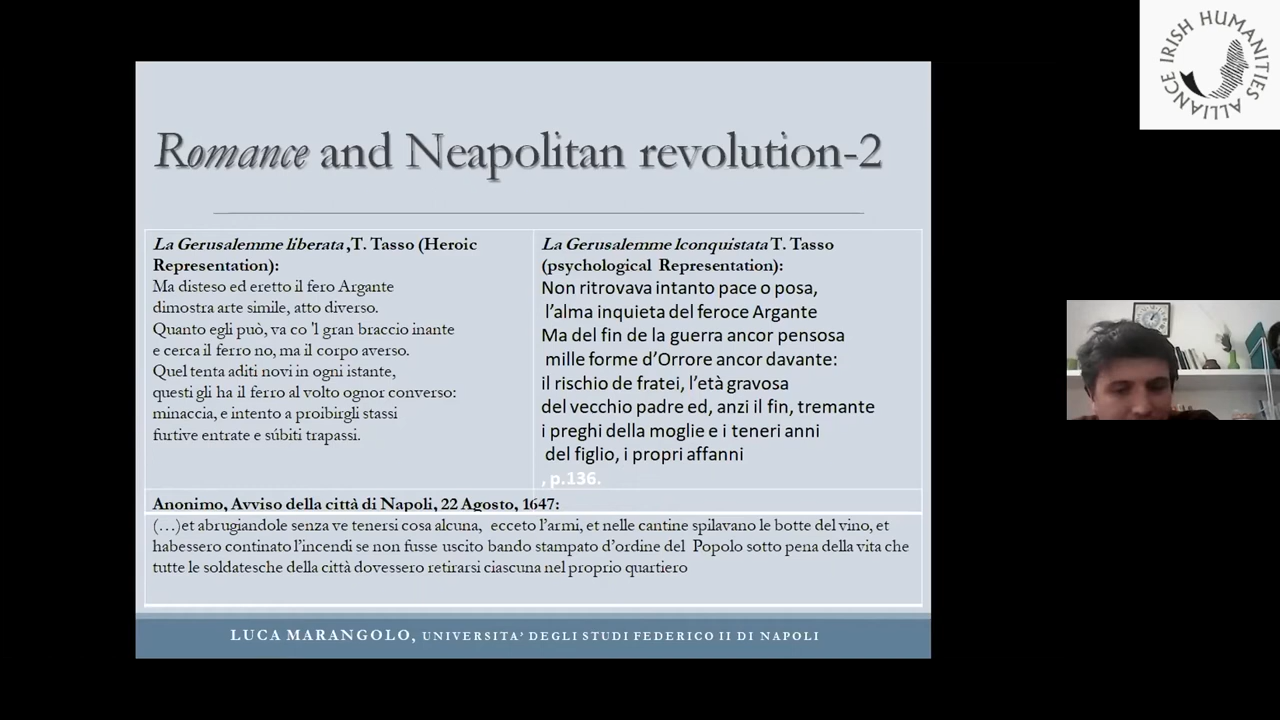 Romance and Neapolitan revolution-2
La Gerusalemme liberata ,T. Tasso (Heroic
Representation):
Ma disteso ed eretto il fero Argante
dimostra arte simile, atto diverso.
Quanto egli può, va co 'l gran braccio inante
e cerca il ferro no, ma il corpo averso.
Quel tenta aditi novi in ogni istante,
questi gli ha il ferro al volto ognor converso:
minaccia, e intento a proibirgli stassi
furtive entrate e súbiti trapassi.
La Gerusalemme lconquistata T. Tasso
(psychological Representation):
Non ritrovava intanto pace o posa,
l'alma inquieta del feroce Argante
Ma del fin de la guerra ancor pensosa
mille forme d'Orrore ancor davante:
il rischio de fratei, l'età gravosa
del vecchio padre ed, anzi il fin, tremante
i preghi della moglie e i teneri anni
del figlio, i propri affanni
, p.136.
Anonimo, Avviso della città di Napoli, 22 Agosto, 1647:
(…)et abrugiandole senza ve tenersi cosa alcuna, ecceto l'armi, et nelle cantine spilavano le botte del vino, et
habessero continato l'incendi se non fusse uscito bando stampato d'ordine del Popolo sotto pena della vita che
tutte le soldatesche della città dovessero retirarsi ciascuna nel proprio quartiero
LUCA MARANGOLO, UNIVERSITA' DEGLI STUDI FEDERICO II DI NAPOLI
IRISH HUMANITIES ALLIANCE